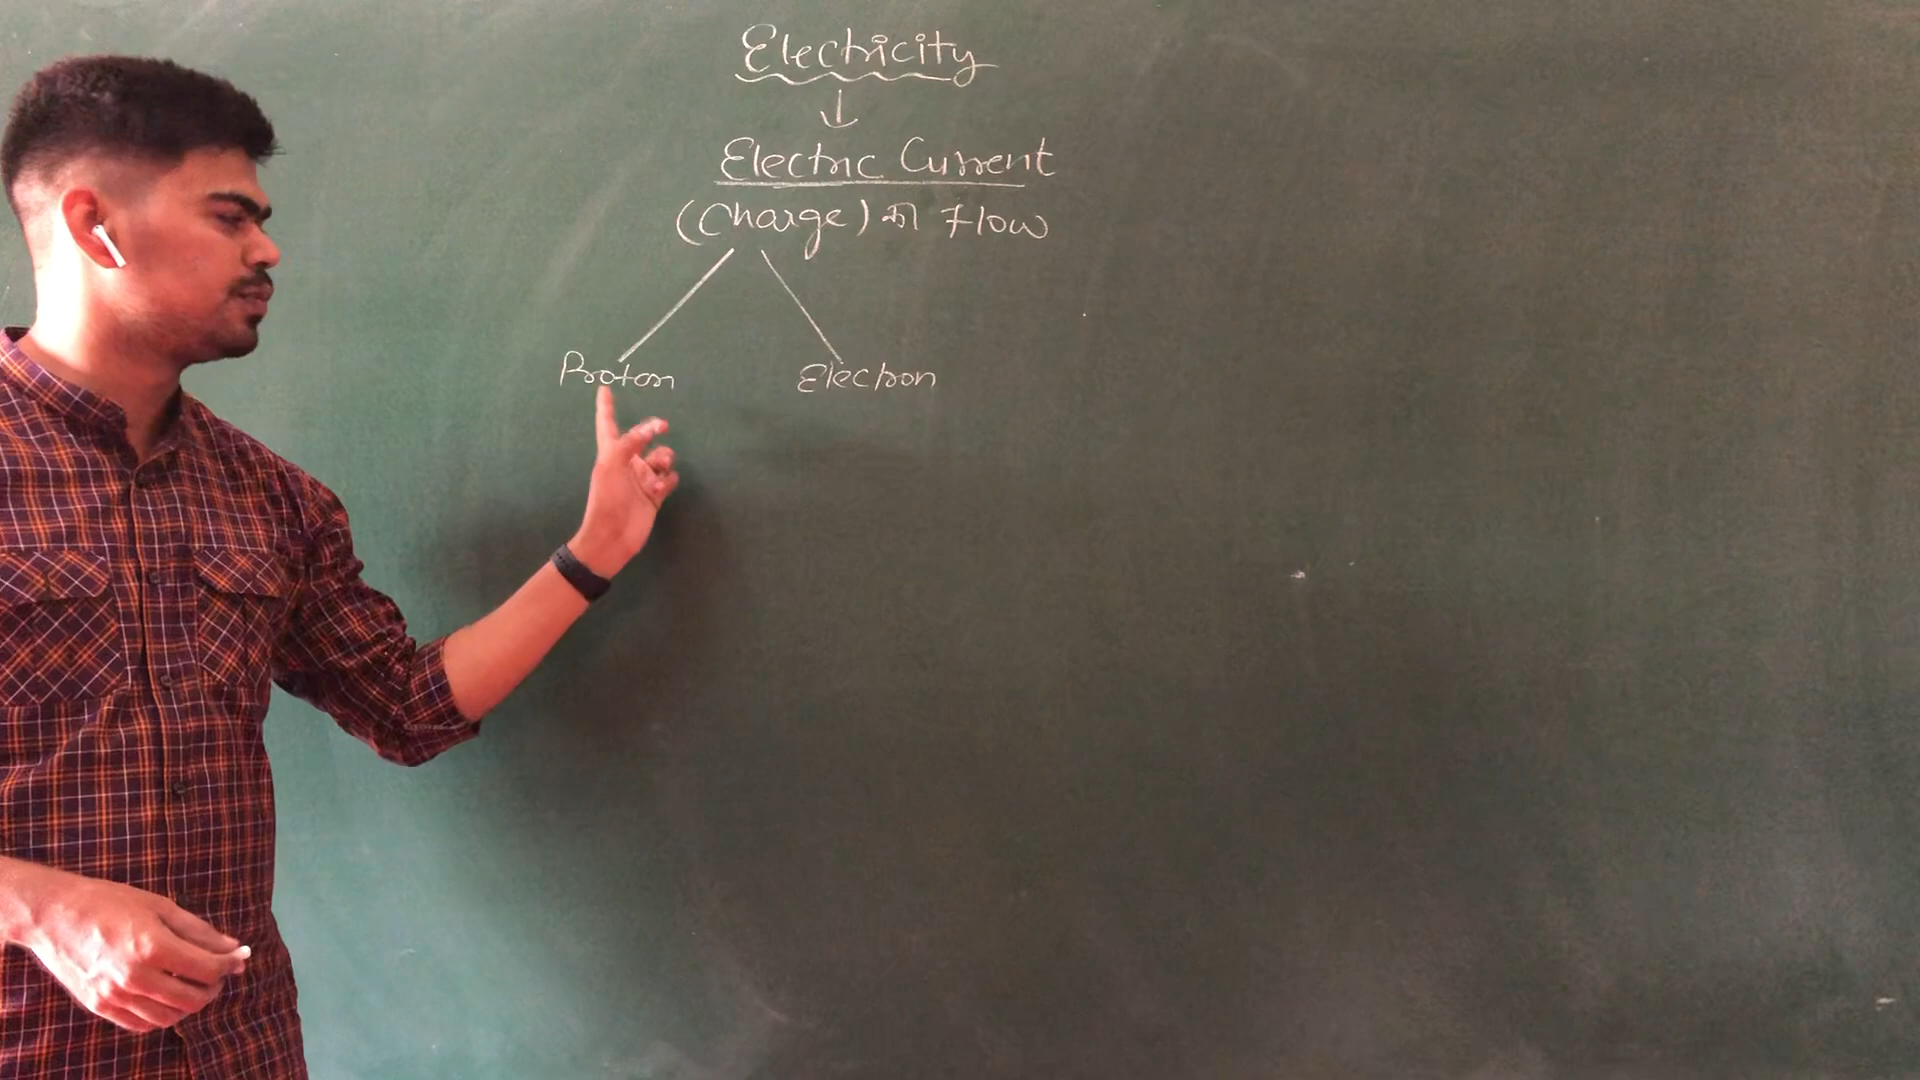 Electricity
↓
Electric Current
(Charge) का Flow
Proton Electron